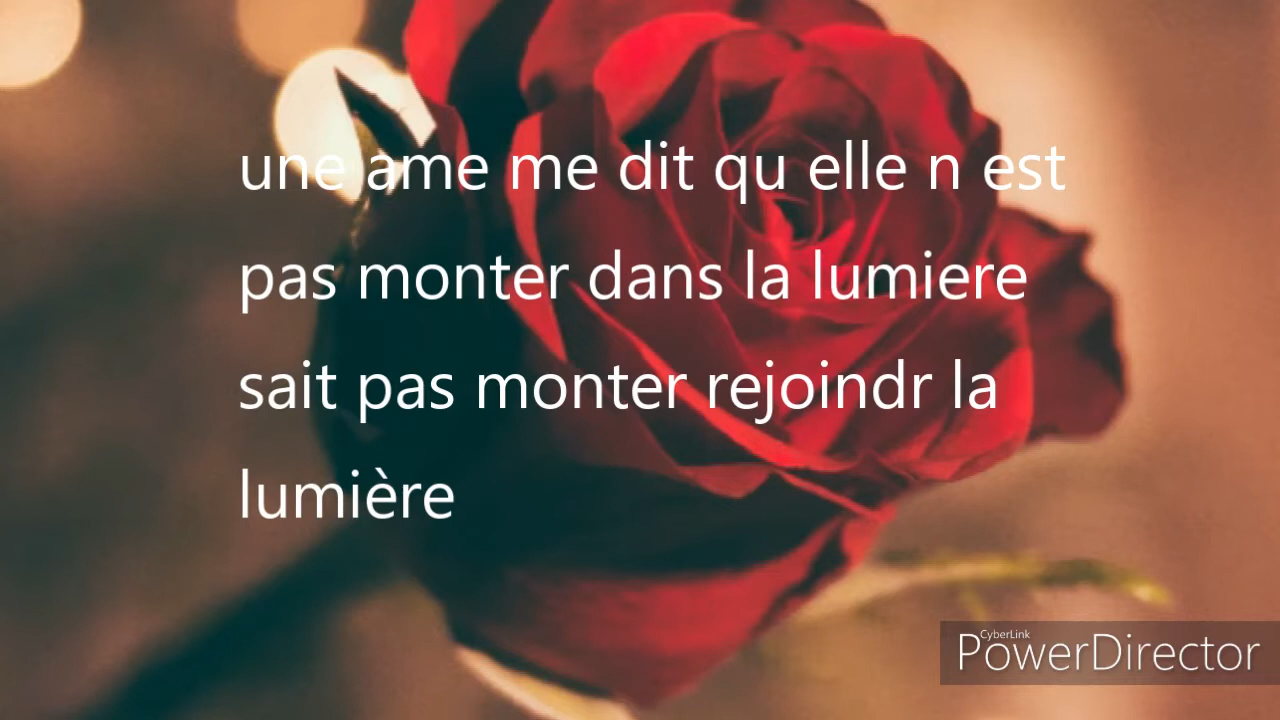 une ame me dit qu elle n est
pas monter dans la lumiere
sait pas monter rejoindr la
lumière
CyberLink
PowerDirector